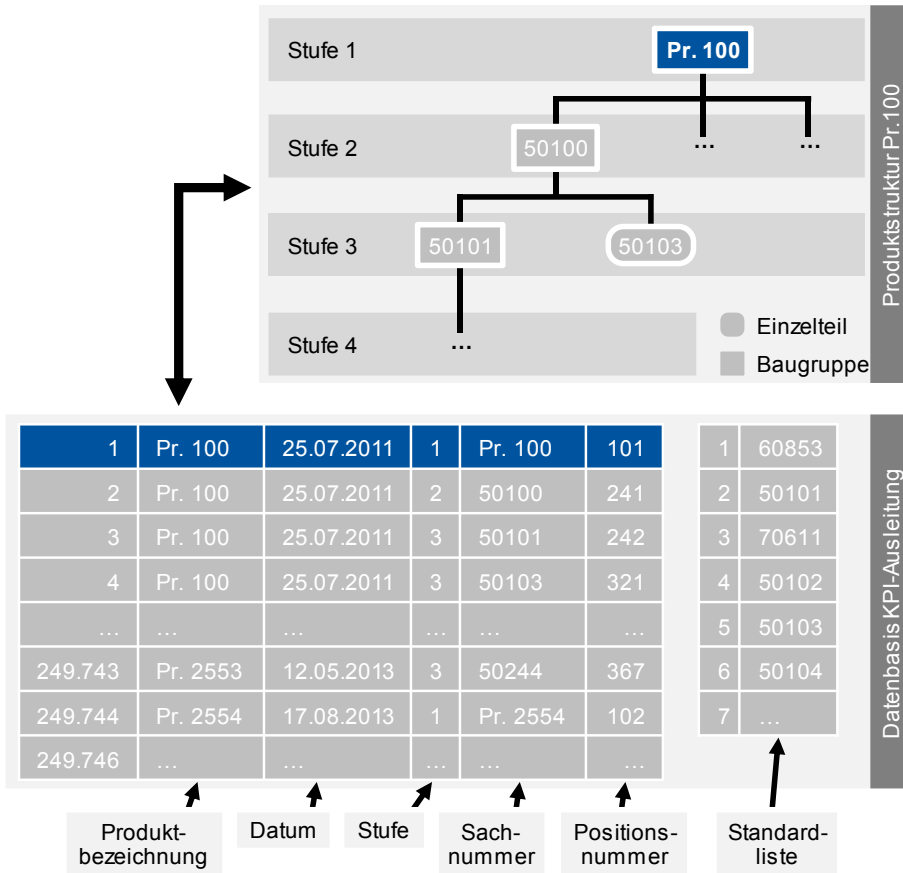 Stufe 1
Pr. 100
Stufe 2
50100
...
...
Stufe 3
50101
50103
Stufe 4
...
Einzelteil
Baugruppe
Produktstruktur Pr.100
1 Pr. 100 25.07.2011 1 Pr. 100 101
2 Pr. 100 25.07.2011 2 50100 241
3 Pr. 100 25.07.2011 3 50101 242
4 Pr. 100 25.07.2011 3 50103 321
... ... ... ... ... ...
249.743 Pr. 2553 12.05.2013 3 50244 367
249.744 Pr. 2554 17.08.2013 1 Pr. 2554 102
249.746 ... ... ... ... ...
1 60853
2 50101
3 70611
4 50102
5 50103
6 50104
7 ...
Datenbasis KPI-Ausleitung
Produkt-
bezeichnung
Datum
Stufe
Sach-
nummer
Positions-
nummer
Standard-
liste